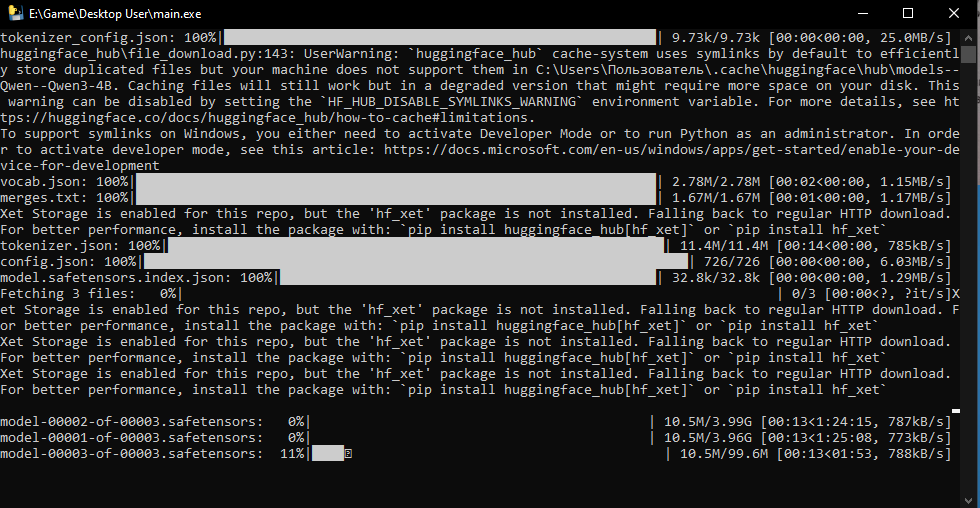 E:\Game\Desktop User\main.exe
tokenizer_config.json: 100%| | 9.73k/9.73k [00:00<00:00, 25.0MB/s]
huggingface_hub\file_download.py:143: UserWarning: `huggingface_hub` cache-system uses symlinks by default to efficientl
y store duplicated files but your machine does not support them in C:\Users\Пользователь\.cache\huggingface\hub\models--
Qwen--Qwen3-4B. Caching files will still work but in a degraded version that might require more space on your disk. This
warning can be disabled by setting the `HF_HUB_DISABLE_SYMLINKS_WARNING` environment variable. For more details, see ht
tps://huggingface.co/docs/huggingface_hub/how-to-cache#limitations.
To support symlinks on Windows, you either need to activate Developer Mode or to run Python as an administrator. In orde
r to activate developer mode, see this article: https://docs.microsoft.com/en-us/windows/apps/get-started/enable-your-de
vice-for-development
vocab.json: 100%| | 2.78M/2.78M [00:02<00:00, 1.15MB/s]
merges.txt: 100%| | 1.67M/1.67M [00:01<00:00, 1.17MB/s]
Xet Storage is enabled for this repo, but the 'hf_xet' package is not installed. Falling back to regular HTTP download.
For better performance, install the package with: `pip install huggingface_hub[hf_xet]` or `pip install hf_xet`
tokenizer.json: 100%| | 11.4M/11.4M [00:14<00:00, 785kB/s]
config.json: 100%| | 726/726 [00:00<00:00, 6.03MB/s]
model.safetensors.index.json: 100%| | 32.8k/32.8k [00:00<00:00, 1.29MB/s]
Fetching 3 files: 0%| | 0/3 [00:00<?, ?it/s]X
et Storage is enabled for this repo, but the 'hf_xet' package is not installed. Falling back to regular HTTP download. F
or better performance, install the package with: `pip install huggingface_hub[hf_xet]` or `pip install hf_xet`
Xet Storage is enabled for this repo, but the 'hf_xet' package is not installed. Falling back to regular HTTP download.
For better performance, install the package with: `pip install huggingface_hub[hf_xet]` or `pip install hf_xet`
Xet Storage is enabled for this repo, but the 'hf_xet' package is not installed. Falling back to regular HTTP download.
For better performance, install the package with: `pip install huggingface_hub[hf_xet]` or `pip install hf_xet`
model-00002-of-00003.safetensors: 0%| | 10.5M/3.99G [00:13<1:24:15, 787kB/s]
model-00001-of-00003.safetensors: 0%| | 10.5M/3.96G [00:13<1:25:08, 773kB/s]
model-00003-of-00003.safetensors: 11%| | 10.5M/99.6M [00:13<01:53, 788kB/s]